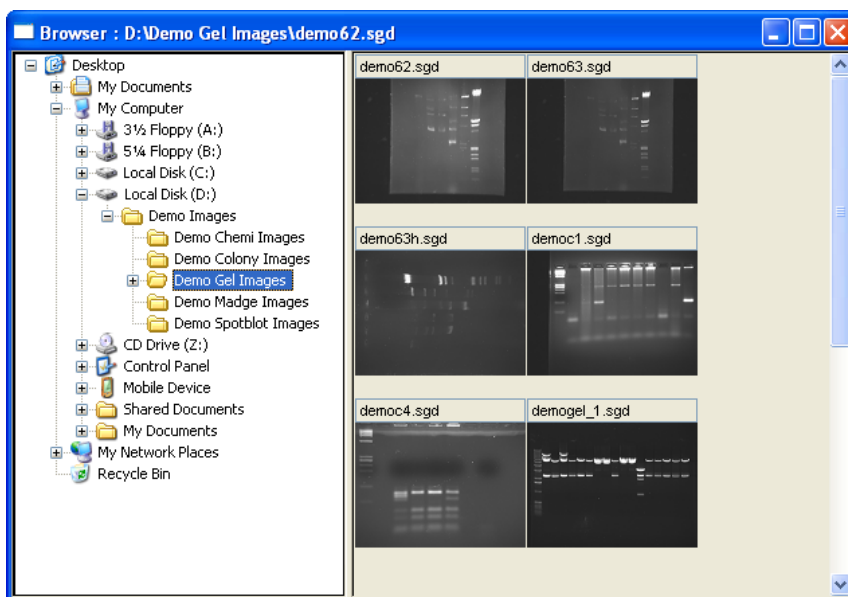 Browser : D:\Demo Gel Images\demo62.sgd
Desktop
My Documents
My Computer
3½ Floppy (A:)
5¼ Floppy (B:)
Local Disk (C:)
Local Disk (D:)
Demo Images
Demo Chemi Images
Demo Colony Images
Demo Gel Images
Demo Madge Images
Demo Spotblot Images
CD Drive (Z:)
Control Panel
Mobile Device
Shared Documents
My Documents
My Network Places
Recycle Bin
demo62.sgd
demo63.sgd
demo63h.sgd
democ1.sgd
democ4.sgd
demogel_1.sgd